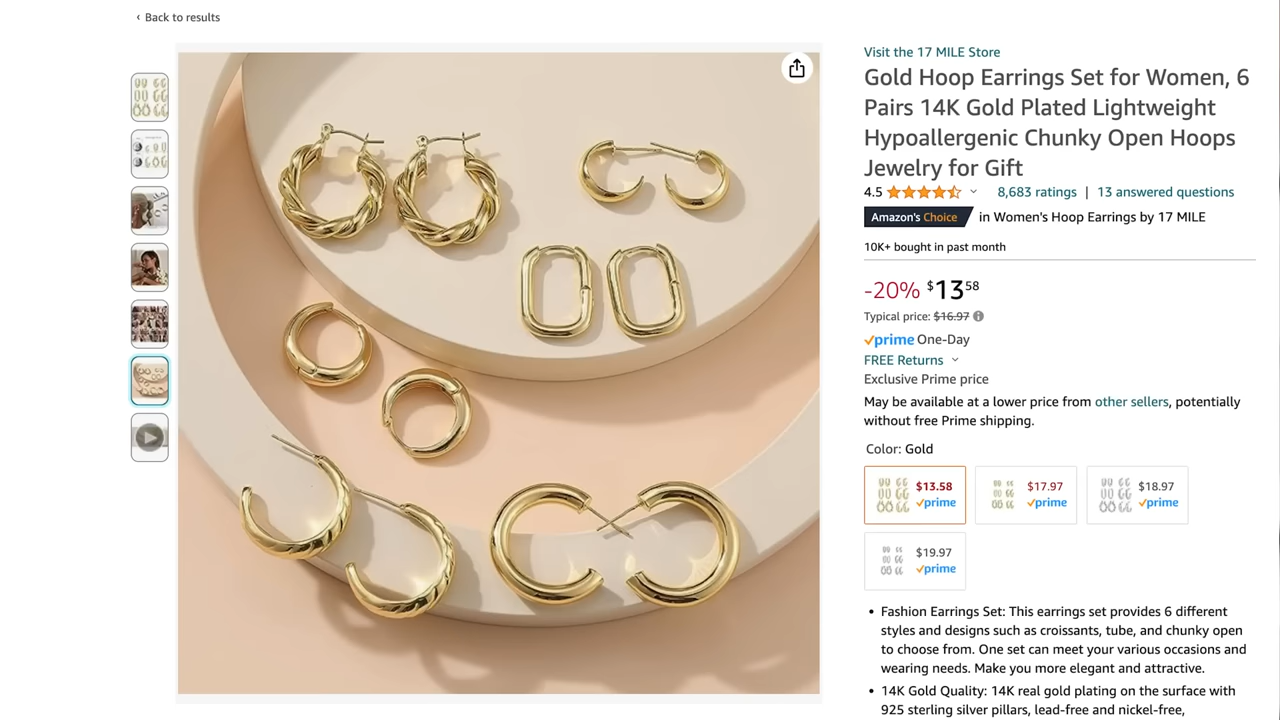 ‹ Back to results
Visit the 17 MILE Store
Gold Hoop Earrings Set for Women, 6
Pairs 14K Gold Plated Lightweight
Hypoallergenic Chunky Open Hoops
Jewelry for Gift
4.5 8,683 ratings | 13 answered questions
Amazon's Choice in Women's Hoop Earrings by 17 MILE
10K+ bought in past month
-20% $13 58
Typical price: $16.97
prime One-Day
FREE Returns
Exclusive Prime price
May be available at a lower price from other sellers, potentially
without free Prime shipping.
Color: Gold
$13.58 $17.97 $18.97
prime prime prime
$19.97
prime
• Fashion Earrings Set: This earrings set provides 6 different
styles and designs such as croissants, tube, and chunky open
to choose from. One set can meet your various occasions and
wearing needs. Make you more elegant and attractive.
• 14K Gold Quality: 14K real gold plating on the surface with
925 sterling silver pillars, lead-free and nickel-free,